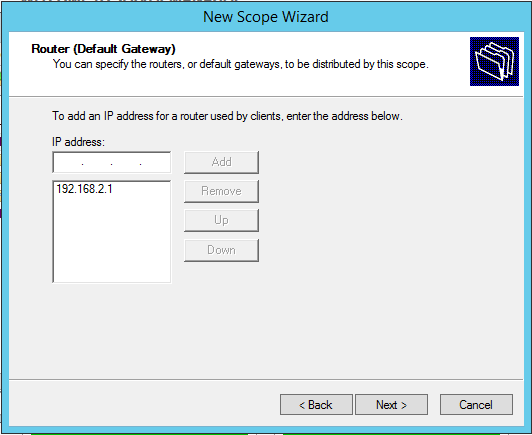 New Scope Wizard
Router (Default Gateway)
You can specify the routers, or default gateways, to be distributed by this scope.
To add an IP address for a router used by clients, enter the address below.
IP address:
. . .
Add
192.168.2.1
Remove
Up
Down
< Back
Next >
Cancel